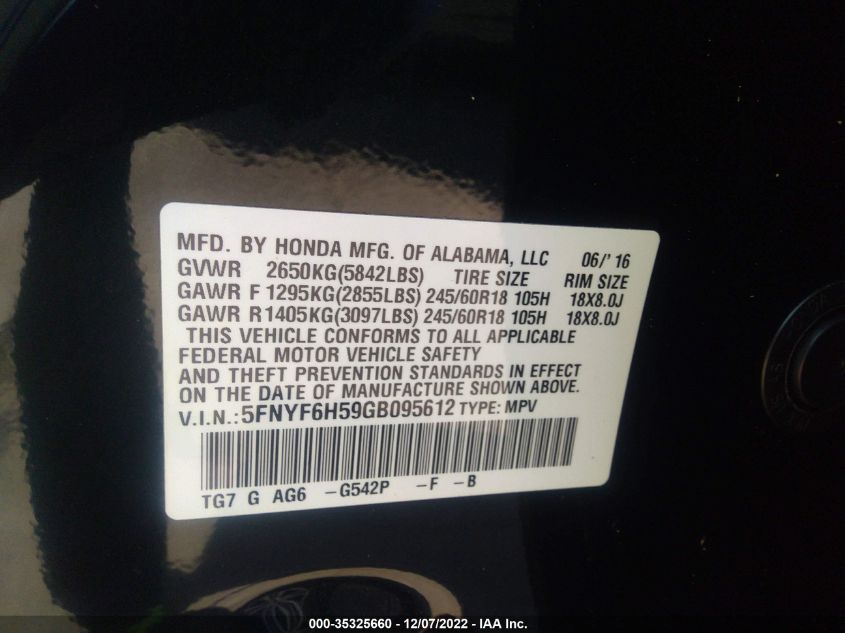 MFD. BY HONDA MFG. OF ALABAMA, LLC 06/'16
GVWR 2650KG(5842LBS) TIRE SIZE RIM SIZE
GAWR F 1295KG(2855LBS) 245/60R18 105H 18X8.0J
GAWR R1405KG(3097LBS) 245/60R18 105H 18X8.0J
THIS VEHICLE CONFORMS TO ALL APPLICABLE
FEDERAL MOTOR VEHICLE SAFETY
AND THEFT PREVENTION STANDARDS IN EFFECT
ON THE DATE OF MANUFACTURE SHOWN ABOVE.
V.I.N.:5FNYF6H59GB095612 TYPE: MPV
TG7 G AG6 -G542P -F -B
000-35325660 - 12/07/2022 - IAA Inc.